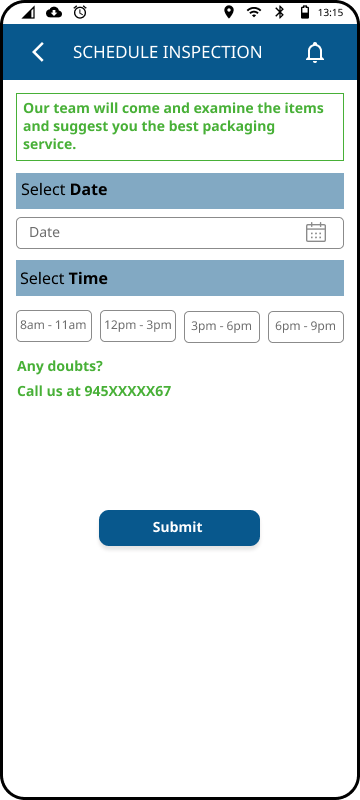 13:15
SCHEDULE INSPECTION
Our team will come and examine the items
and suggest you the best packaging
service.
Select Date
Date
Select Time
8am - 11am 12pm - 3pm 3pm - 6pm 6pm - 9pm
Any doubts?
Call us at 945XXXXX67
Submit